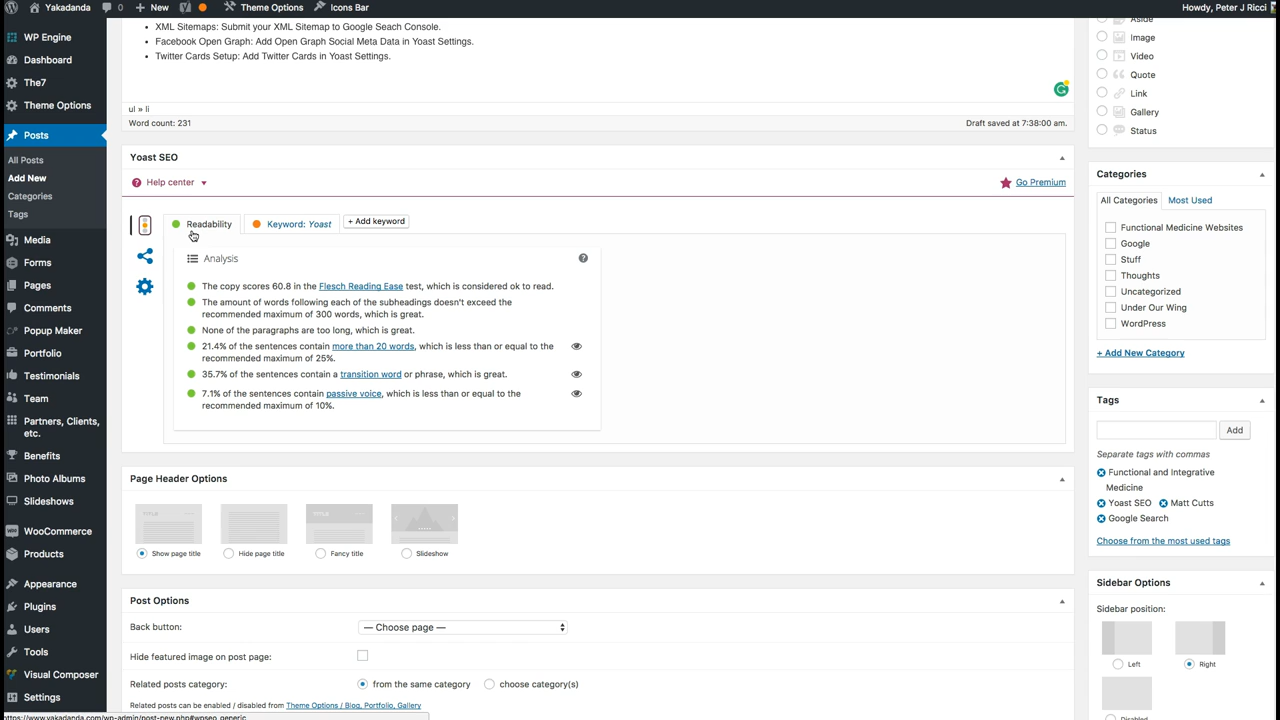 Yakadanda 0 + New Theme Options Icons Bar Howdy, Peter J Ricci
WP Engine
Dashboard
The7
Theme Options
Posts
All Posts
Add New
Categories
Tags
Media
Forms
Pages
Comments
Popup Maker
Portfolio
Testimonials
Team
Partners, Clients,
etc.
Benefits
Photo Albums
Slideshows
WooCommerce
Products
Appearance
Plugins
Users
Tools
Visual Composer
Settings
• XML Sitemaps: Submit your XML Sitemap to Google Seach Console.
• Facebook Open Graph: Add Open Graph Social Meta Data in Yoast Settings.
• Twitter Cards Setup: Add Twitter Cards in Yoast Settings.
ul » li
Word count: 231 Draft saved at 7:38:00 am.
Yoast SEO
Help center Go Premium
Readability Keyword: Yoast + Add keyword
Analysis
The copy scores 60.8 in the Flesch Reading Ease test, which is considered ok to read.
The amount of words following each of the subheadings doesn't exceed the
recommended maximum of 300 words, which is great.
None of the paragraphs are too long, which is great.
21.4% of the sentences contain more than 20 words, which is less than or equal to the
recommended maximum of 25%.
35.7% of the sentences contain a transition word or phrase, which is great.
7.1% of the sentences contain passive voice, which is less than or equal to the
recommended maximum of 10%.
Page Header Options
TITLE TITLE
Show page title Hide page title Fancy title Slideshow
Post Options
Back button: — Choose page —
Hide featured image on post page:
Related posts category: from the same category choose category(s)
Related posts can be enabled / disabled from Theme Options / Blog, Portfolio, Gallery
https://www.yakadanda.com/wp-admin/post-new.php#wpseo_generic
Aside
Image
Video
Quote
Link
Gallery
Status
Categories
All Categories Most Used
Functional Medicine Websites
Google
Stuff
Thoughts
Uncategorized
Under Our Wing
WordPress
+ Add New Category
Tags
Add
Separate tags with commas
Functional and Integrative
Medicine
Yoast SEO Matt Cutts
Google Search
Choose from the most used tags
Sidebar Options
Sidebar position:
Left Right
Disabled